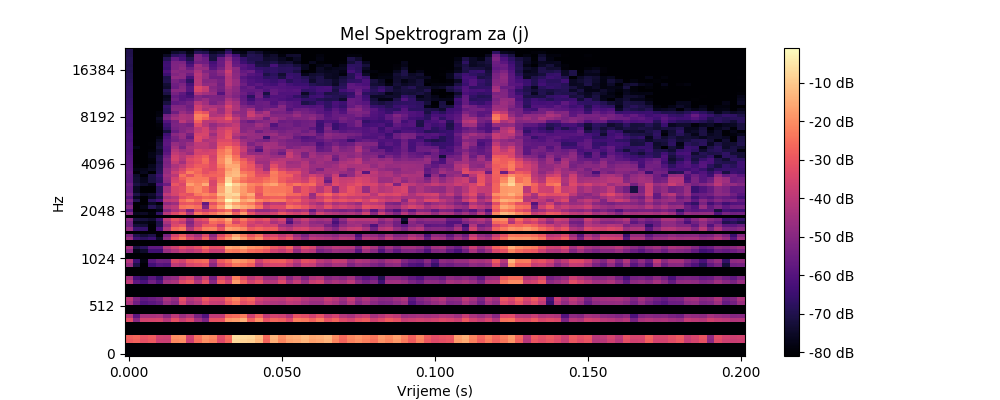 Mel Spektrogram za (j)
16384
8192
4096
2048
1024
512
0
Hz
0.000
0.050
0.100
0.150
0.200
Vrijeme (s)
-10 dB
-20 dB
-30 dB
-40 dB
-50 dB
-60 dB
-70 dB
-80 dB